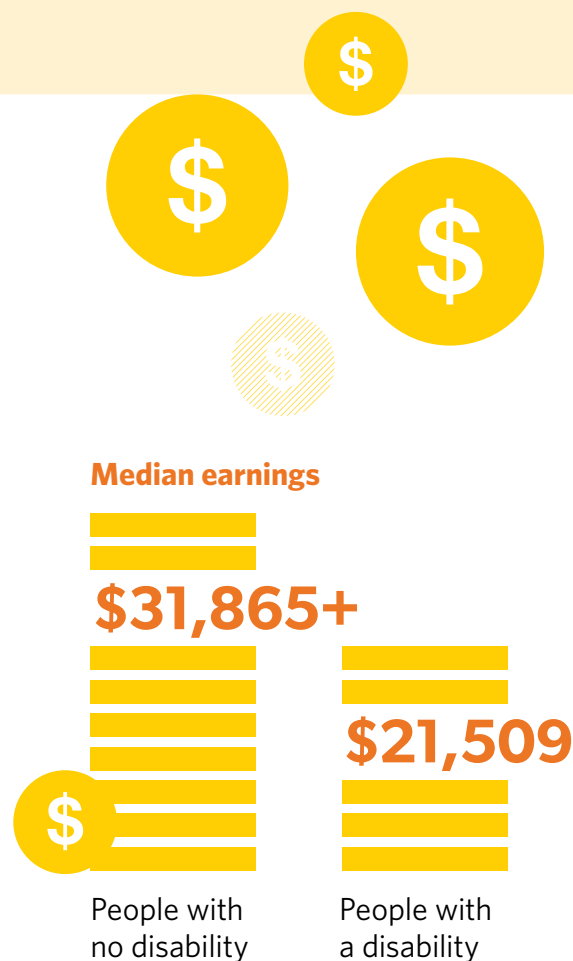 $
$
$
$
Median earnings
$31,865+
$21,509
$
People with
no disability
People with
a disability